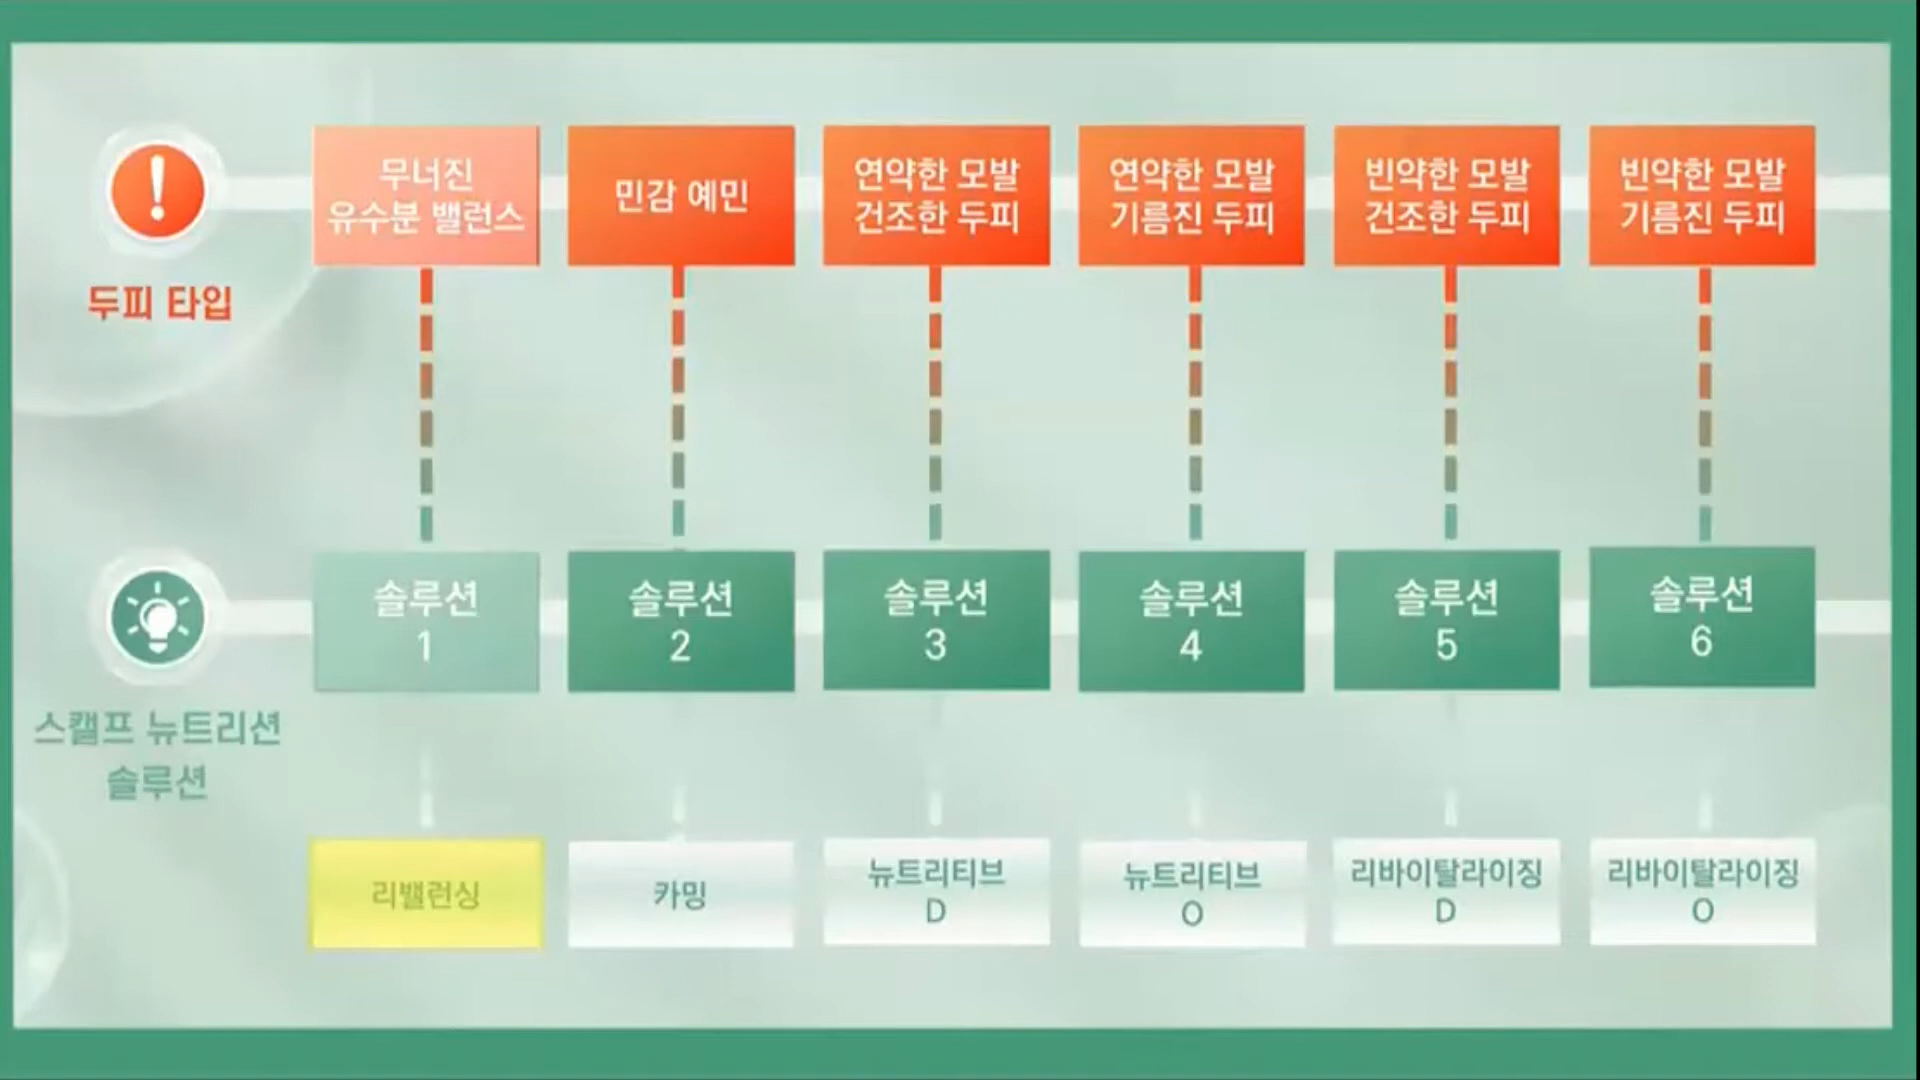 무너진
유수분 밸런스
민감 예민
연약한 모발
건조한 두피
연약한 모발
기름진 두피
빈약한 모발
건조한 두피
빈약한 모발
기름진 두피
두피 타입
솔루션
1
솔루션
2
솔루션
3
솔루션
4
솔루션
5
솔루션
6
스캘프 뉴트리션
솔루션
리밸런싱
카밍
뉴트리티브
D
뉴트리티브
O
리바이탈라이징
D
리바이탈라이징
O